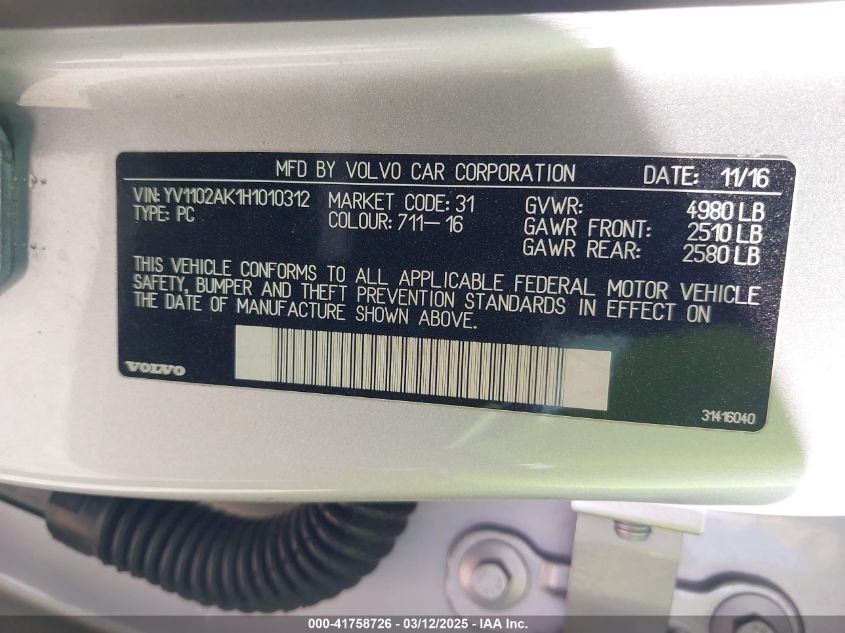 MFD BY VOLVO CAR CORPORATION DATE: 11/16
VIN: YV1102AK1H1010312 MARKET CODE: 31 GVWR: 4980 LB
TYPE: PC COLOUR: 711-16 GAWR FRONT: 2510 LB
GAWR REAR: 2580 LB
THIS VEHICLE CONFORMS TO ALL APPLICABLE FEDERAL MOTOR VEHICLE
SAFETY, BUMPER AND THEFT PREVENTION STANDARDS IN EFFECT ON
THE DATE OF MANUFACTURE SHOWN ABOVE.
VOLVO
31416040
000-41758726 - 03/12/2025 - IAAI Inc.